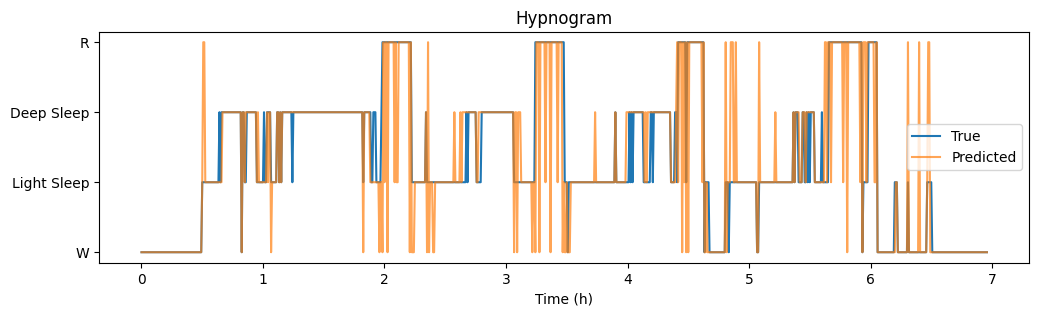 Hypnogram
R
Deep Sleep
Light Sleep
W
True
Predicted
0 1 2 3 4 5 6 7
Time (h)